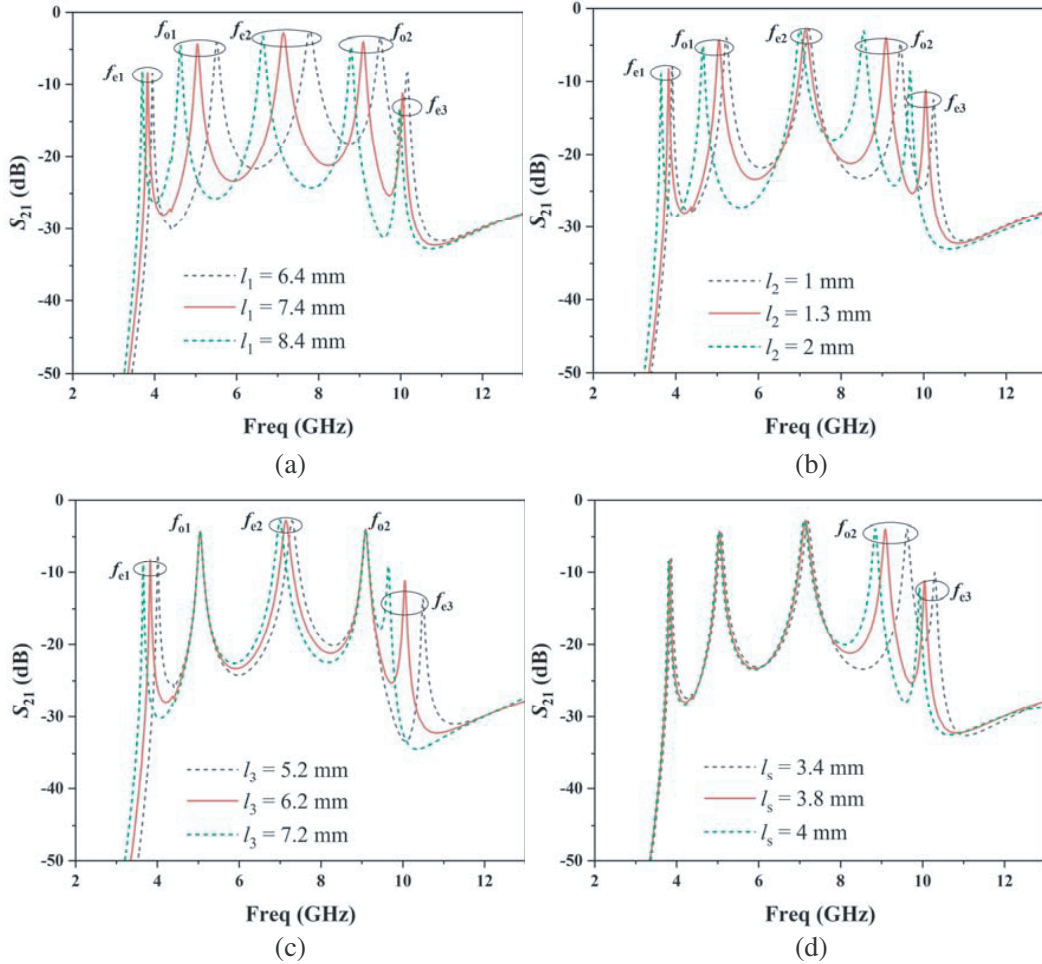 0
-10
-20
-30
-40
-50
S21 (dB)
fe1
fo1
fe2
fo2
fe3
l1 = 6.4 mm
l1 = 7.4 mm
l1 = 8.4 mm
2 4 6 8 10 12
Freq (GHz)
(a)
0
-10
-20
-30
-40
-50
S21 (dB)
fe1
fo1
fe2
fo2
fe3
l2 = 1 mm
l2 = 1.3 mm
l2 = 2 mm
2 4 6 8 10 12
Freq (GHz)
(b)
0
-10
-20
-30
-40
-50
S21 (dB)
fe1
fo1
fe2
fo2
fe3
l3 = 5.2 mm
l3 = 6.2 mm
l3 = 7.2 mm
2 4 6 8 10 12
Freq (GHz)
(c)
0
-10
-20
-30
-40
-50
S21 (dB)
fo2
fe3
ls = 3.4 mm
ls = 3.8 mm
ls = 4 mm
2 4 6 8 10 12
Freq (GHz)
(d)